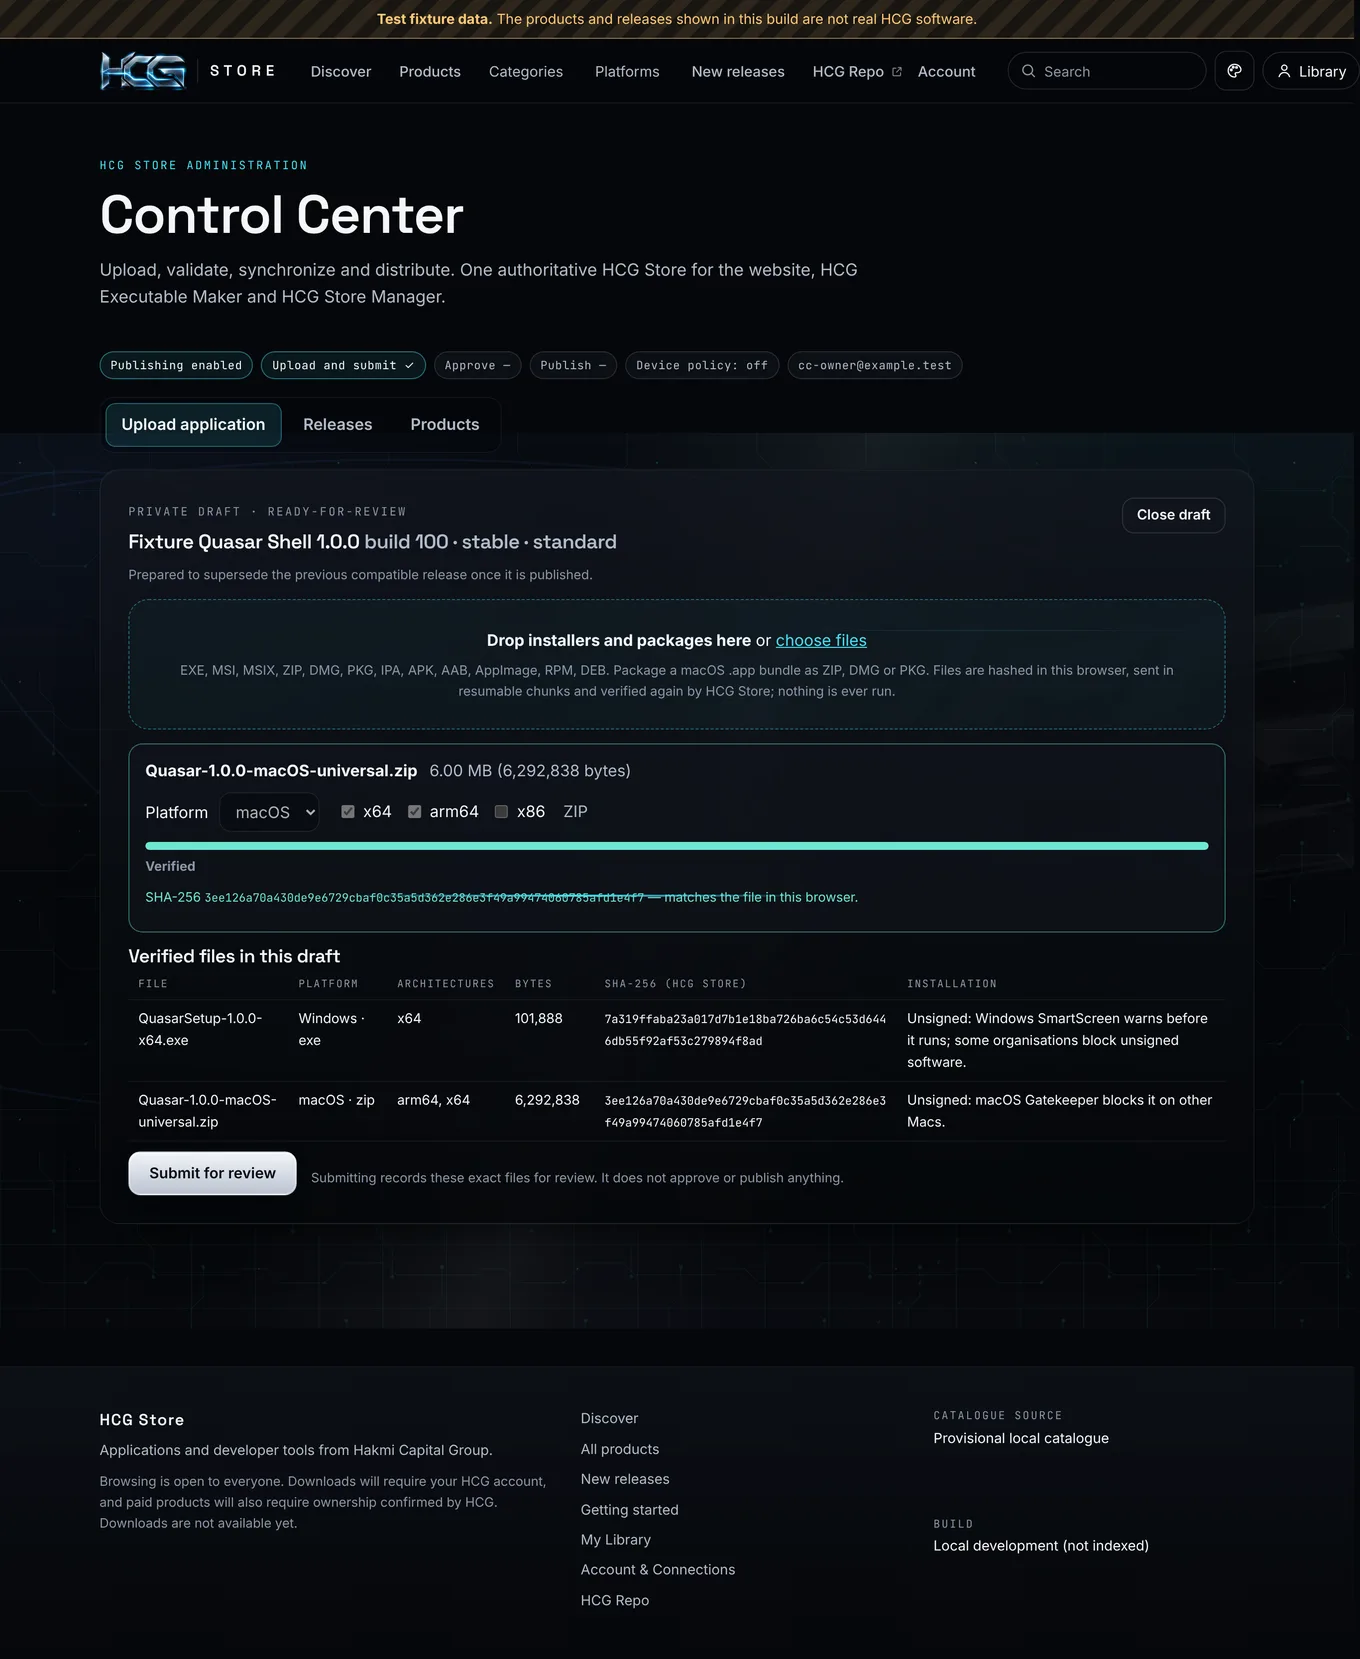 Test fixture data. The products and releases shown in this build are not real HCG software.
HCG STORE Discover Products Categories Platforms New releases HCG Repo Account Search Library
HCG STORE ADMINISTRATION
Control Center
Upload, validate, synchronize and distribute. One authoritative HCG Store for the website, HCG
Executable Maker and HCG Store Manager.
Publishing enabled Upload and submit ✓ Approve — Publish — Device policy: off cc-owner@example.test
Upload application Releases Products
PRIVATE DRAFT · READY-FOR-REVIEW
Close draft
Fixture Quasar Shell 1.0.0 build 100 · stable · standard
Prepared to supersede the previous compatible release once it is published.
Drop installers and packages here or choose files
EXE, MSI, MSIX, ZIP, DMG, PKG, IPA, APK, AAB, AppImage, RPM, DEB. Package a macOS .app bundle as ZIP, DMG or PKG. Files are hashed in this browser, sent in
resumable chunks and verified again by HCG Store; nothing is ever run.
Quasar-1.0.0-macOS-universal.zip 6.00 MB (6,292,838 bytes)
Platform macOS x64 arm64 x86 ZIP
Verified
SHA-256 3ee126a70a430de9e6729cbaf0c35a5d362e286e3f49a99474060785afd1e4f7 — matches the file in this browser.
Verified files in this draft
FILE PLATFORM ARCHITECTURES BYTES SHA-256 (HCG STORE) INSTALLATION
QuasarSetup-1.0.0- Windows · x64 101,888 7a319ffaba23a017d7b1e18ba726ba6c54c53d644 Unsigned: Windows SmartScreen warns before
x64.exe exe 6db55f92af53c279894f8ad it runs; some organisations block unsigned
software.
Quasar-1.0.0-macOS- macOS · zip arm64, x64 6,292,838 3ee126a70a430de9e6729cbaf0c35a5d362e286e3 Unsigned: macOS Gatekeeper blocks it on other
universal.zip f49a99474060785afd1e4f7 Macs.
Submit for review Submitting records these exact files for review. It does not approve or publish anything.
HCG Store
Applications and developer tools from Hakmi Capital Group.
Browsing is open to everyone. Downloads will require your HCG account,
and paid products will also require ownership confirmed by HCG.
Downloads are not available yet.
Discover
All products
New releases
Getting started
My Library
Account & Connections
HCG Repo
CATALOGUE SOURCE
Provisional local catalogue
BUILD
Local development (not indexed)